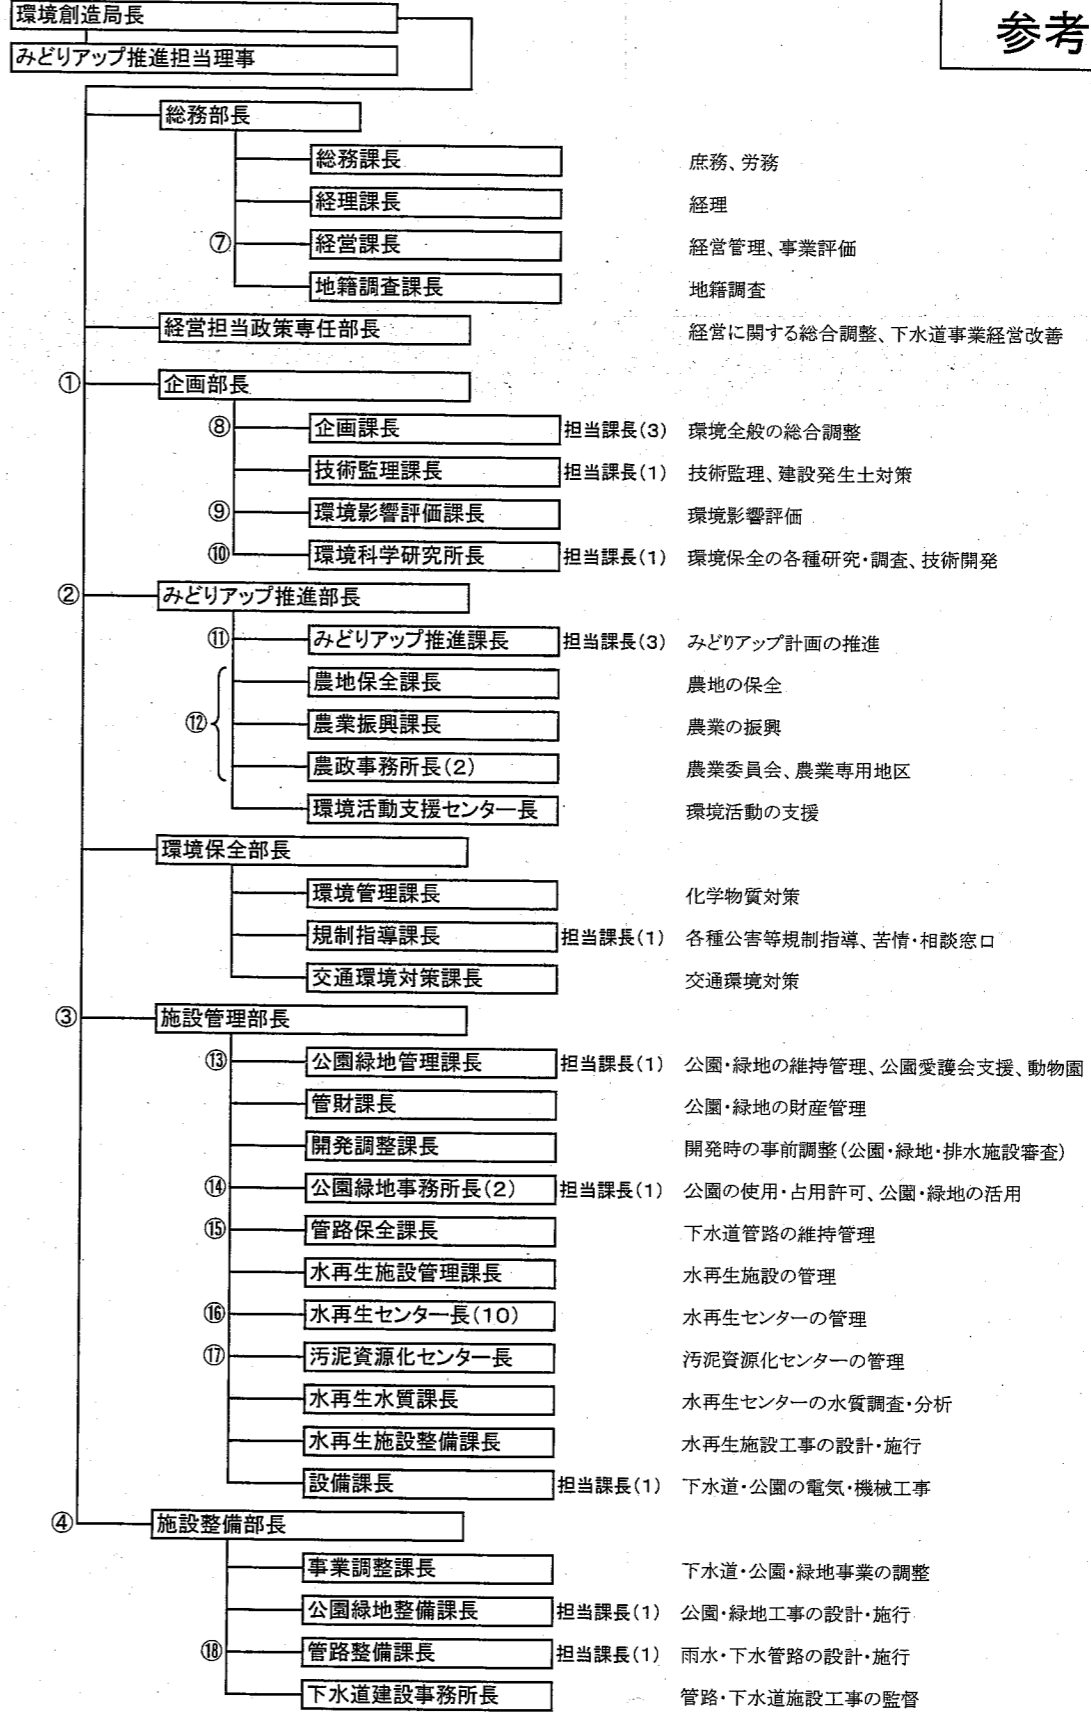 環境創造局長
参考
みどりアップ推進担当理事
総務部長
総務課長 庶務、労務
経理課長 経理
⑦ 経営課長 経営管理、事業評価
地籍調査課長 地籍調査
経営担当政策専任部長 経営に関する総合調整、下水道事業経営改善
① 企画部長
⑧ 企画課長 担当課長(3) 環境全般の総合調整
技術監理課長 担当課長(1) 技術監理、建設発生土対策
⑨ 環境影響評価課長 環境影響評価
⑩ 環境科学研究所長 担当課長(1) 環境保全の各種研究・調査、技術開発
② みどりアップ推進部長
⑪ みどりアップ推進課長 担当課長(3) みどりアップ計画の推進
農地保全課長 農地の保全
⑫ 農業振興課長 農業の振興
農政事務所長(2) 農業委員会、農業専用地区
環境活動支援センター長 環境活動の支援
環境保全部長
環境管理課長 化学物質対策
規制指導課長 担当課長(1) 各種公害等規制指導、苦情・相談窓口
交通環境対策課長 交通環境対策
③ 施設管理部長
⑬ 公園緑地管理課長 担当課長(1) 公園・緑地の維持管理、公園愛護会支援、動物園
管財課長 公園・緑地の財産管理
開発調整課長 開発時の事前調整(公園・緑地・排水施設審査)
⑭ 公園緑地事務所長(2) 担当課長(1) 公園の使用・占用許可、公園・緑地の活用
⑮ 管路保全課長 下水道管路の維持管理
水再生施設管理課長 水再生施設の管理
⑯ 水再生センター長(10) 水再生センターの管理
⑰ 汚泥資源化センター長 汚泥資源化センターの管理
水再生水質課長 水再生センターの水質調査・分析
水再生施設整備課長 水再生施設工事の設計・施行
設備課長 担当課長(1) 下水道・公園の電気・機械工事
④ 施設整備部長
事業調整課長 下水道・公園・緑地事業の調整
公園緑地整備課長 担当課長(1) 公園・緑地工事の設計・施行
⑱ 管路整備課長 担当課長(1) 雨水・下水管路の設計・施行
下水道建設事務所長 管路・下水道施設工事の監督